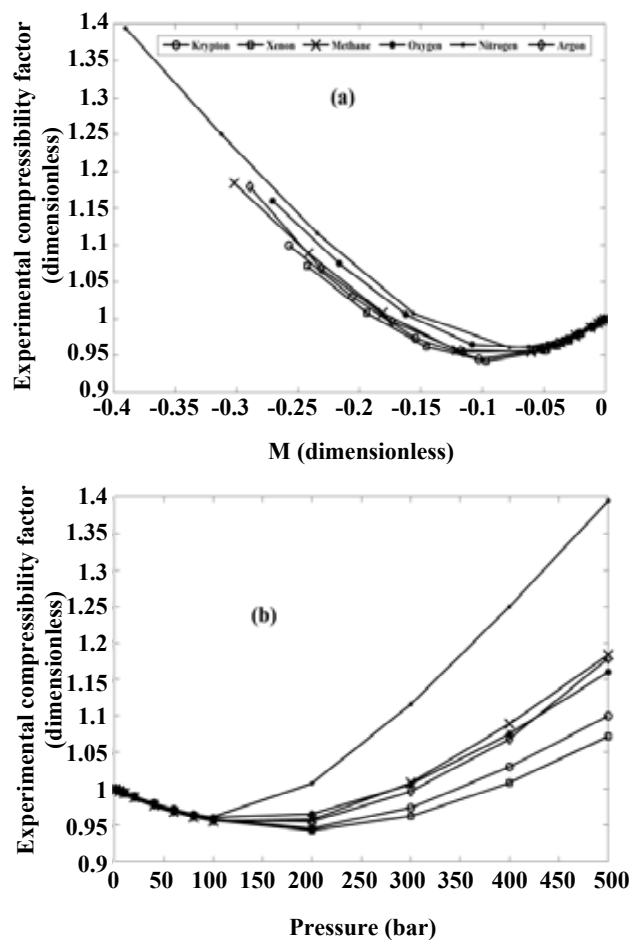 Experimental compressibility factor
(dimensionless)
1.4
1.3
1.3
1.2
1.2
1.15
1.1
1.05
1
0.95
0.9
Krypton Xenon Methane Oxygen Nitrogen Argon
(a)
-0.4 -0.35 -0.3 -0.25 -0.2 -0.15 -0.1 -0.05 0
M (dimensionless)
Experimental compressibility factor
(dimensionless)
1.4
1.35
1.3
1.3
1.2
1.15
1.1
1.05
1
0.95
0.9
(b)
0 50 100 150 200 250 300 350 400 450 500
Pressure (bar)